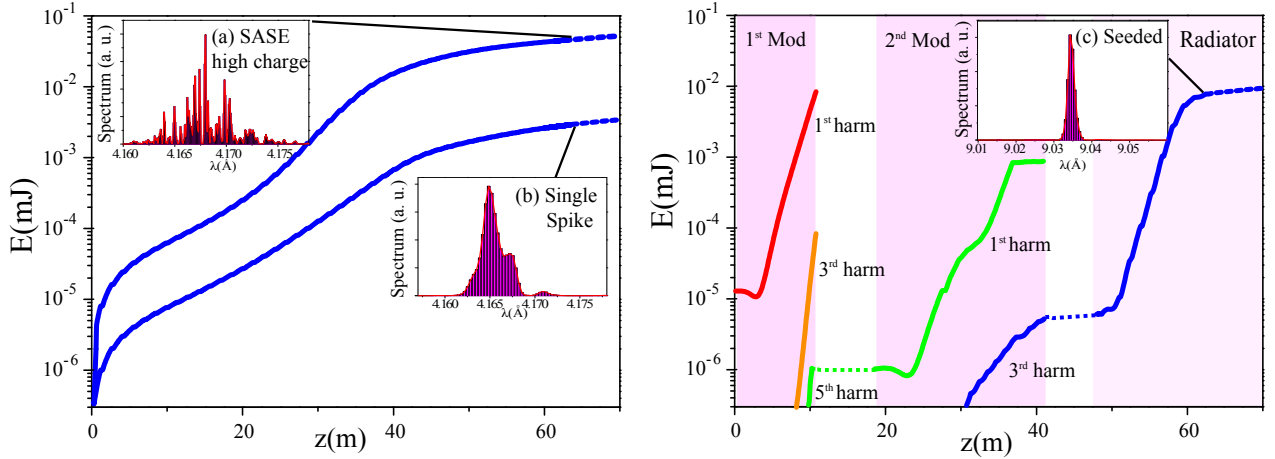 E(mJ)
10⁻¹
10⁻²
10⁻³
10⁻⁴
10⁻⁵
10⁻⁶
0 20 40 60
z(m)
(a) SASE
high charge
Spectrum (a. u.)
4.160 4.165 4.170 4.175
λ(Å)
(b) Single
Spike
Spectrum (a. u.)
4.160 4.165 4.170 4.175
λ(Å)
E(mJ)
10⁻¹
10⁻²
10⁻³
10⁻⁴
10⁻⁵
10⁻⁶
0 20 40 60
z(m)
1ˢᵗ Mod
2ⁿᵈ Mod
Radiator
(c) Seeded
Spectrum (a. u.)
9.01 9.02 9.03 9.04 9.05
λ(Å)
1ˢᵗ harm
3ʳᵈ harm
5ᵗʰ harm
1ˢᵗ harm
3ʳᵈ harm